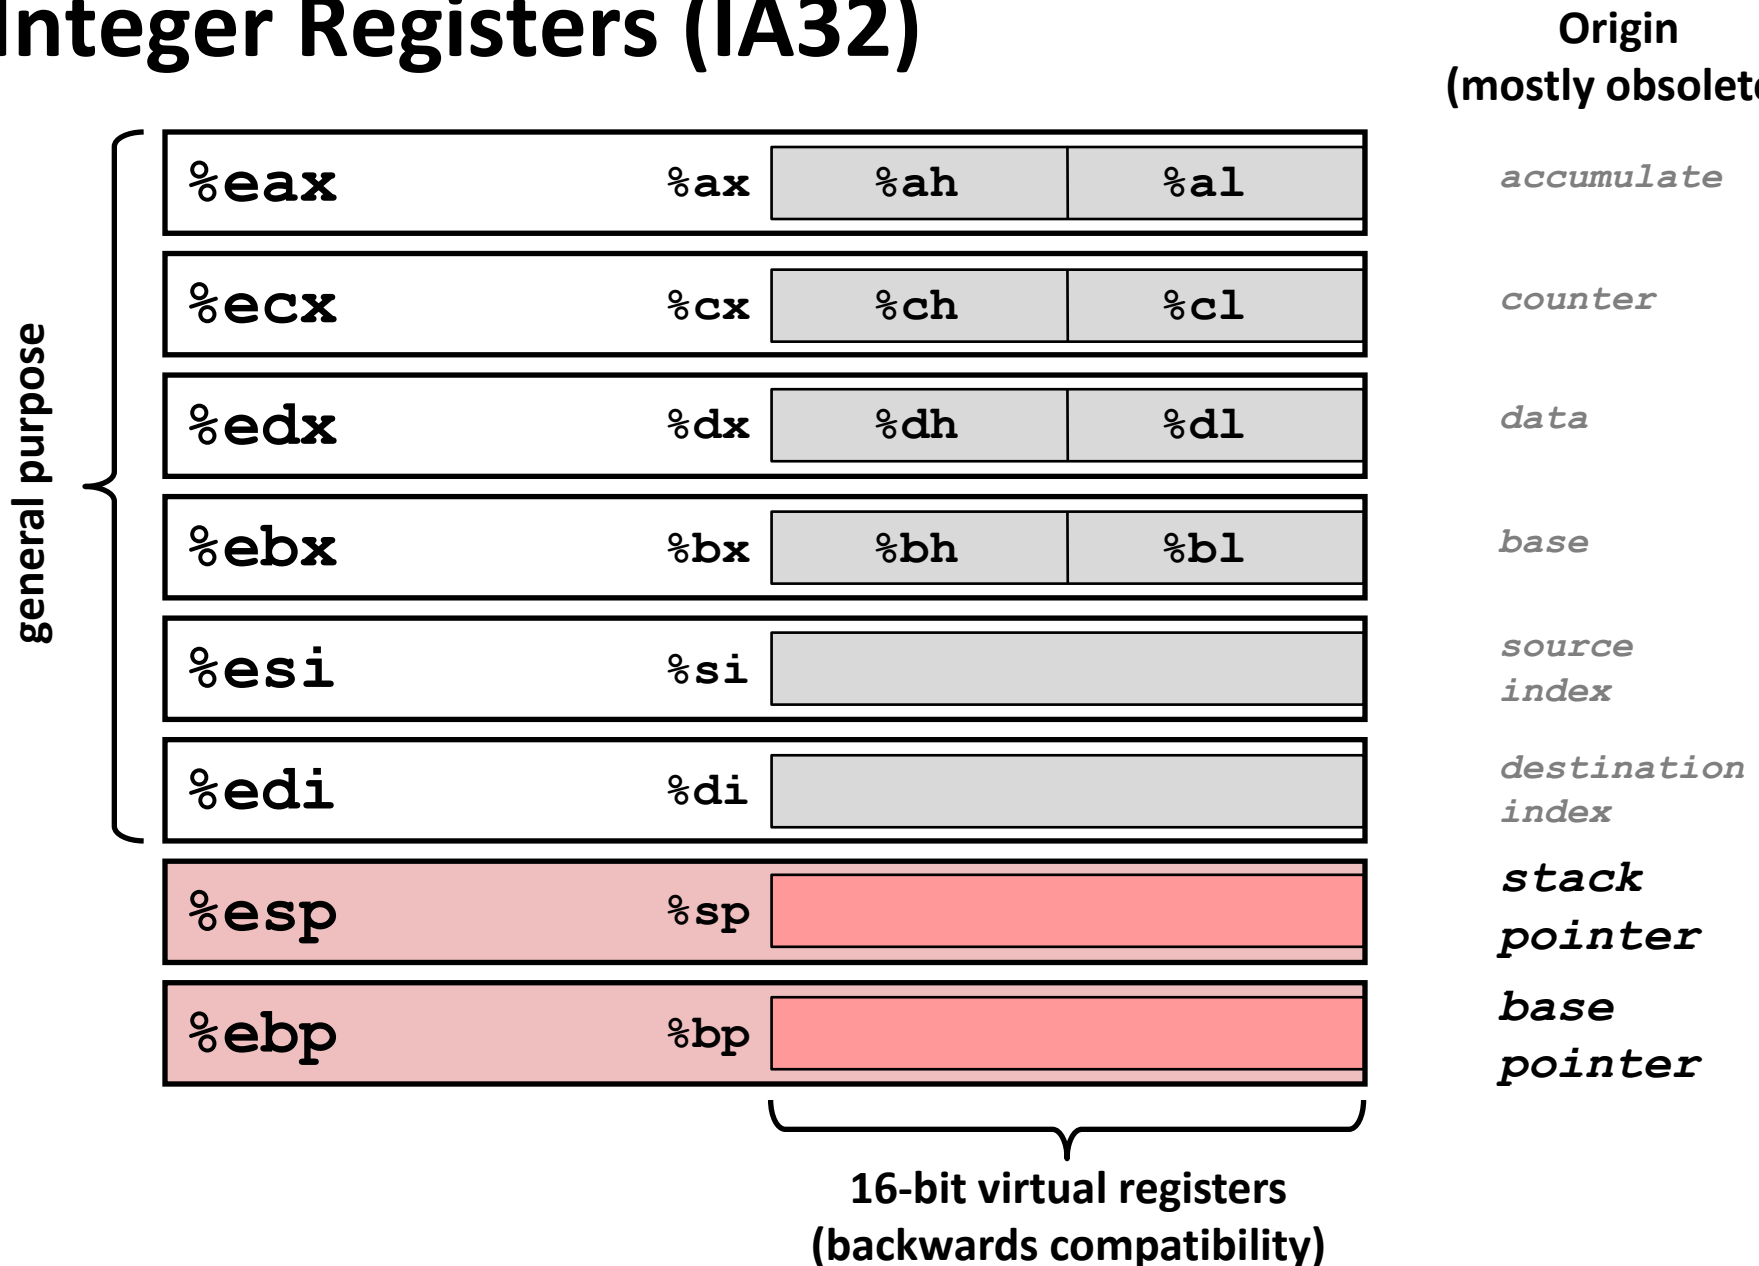 Integer Registers (IA32)
Origin
(mostly obsolete
general purpose
%eax %ax %ah %al accumulate
%ecx %cx %ch %cl counter
%edx %dx %dh %dl data
%ebx %bx %bh %bl base
%esi %si source
index
%edi %di destination
index
%esp %sp stack
pointer
%ebp %bp base
pointer
16-bit virtual registers
(backwards compatibility)